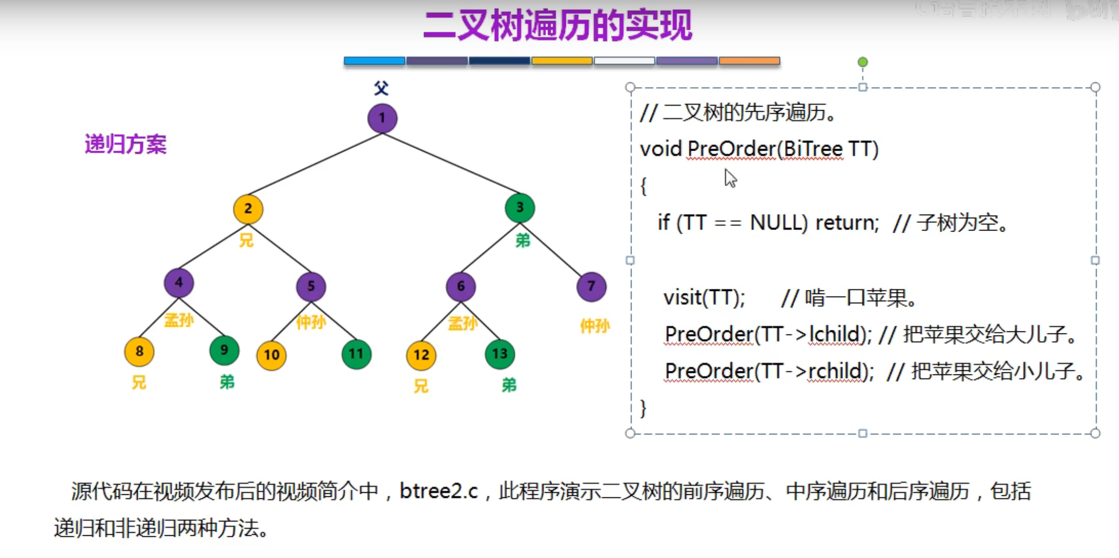 二叉树遍历的实现
父
递归方案
1
2
3
兄
弟
4
5
6
7
孟孙
仲孙
孟孙
仲孙
8
9
10
11
12
13
兄
弟
兄
弟
// 二叉树的先序遍历。
void PreOrder(BiTree TT)
{
if (TT == NULL) return; // 子树为空。
visit(TT); // 啃一口苹果。
PreOrder(TT->lchild); // 把苹果交给大儿子。
PreOrder(TT->rchild); // 把苹果交给小儿子。
}
源代码在视频发布后的视频简介中，btree2.c，此程序演示二叉树的前序遍历、中序遍历和后序遍历，包括
递归和非递归两种方法。